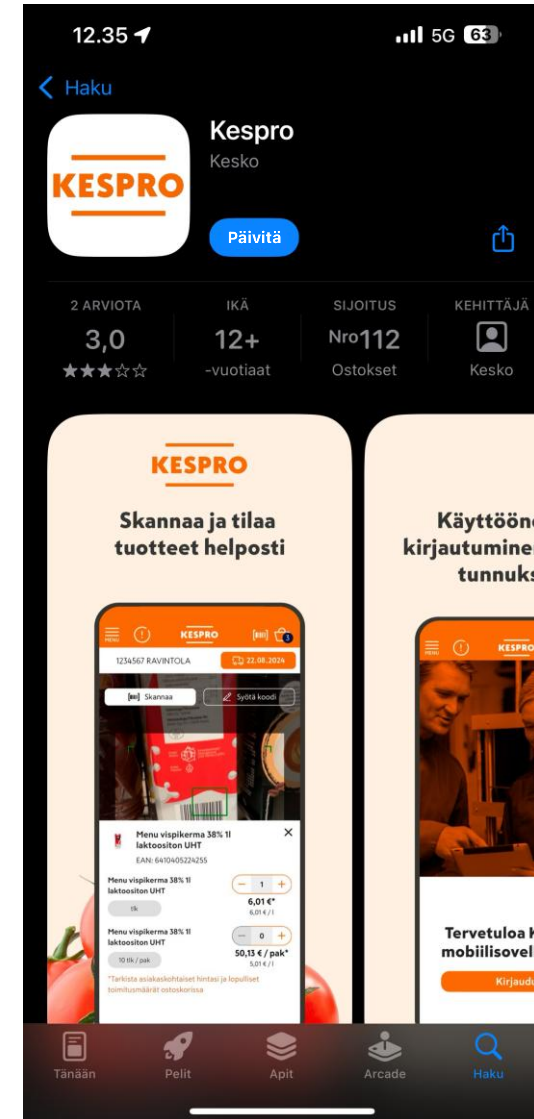 12.35
5G 63
Haku
KESPRO
Kespro
Kesko
Päivitä
2 ARVIOTA
3,0
IKÄ
12+
-vuotiaat
SIJOITUS
Nro112
Ostokset
KEHITTÄJÄ
Kesko
KESPRO
Skannaa ja tilaa
tuotteet helposti
MENU
KESPRO
3
1234567 RAVINTOLA
22.08.2024
Skannaa
Syötä koodi
Menu vispikerma 38% 1l
laktoositon UHT
EAN: 6410405224255
Menu vispikerma 38% 1l
laktoositon UHT
tlk
1
6,01 €*
6,01 € / l
Menu vispikerma 38% 1l
laktoositon UHT
10 tlk / pak
0
50,13 € / pak*
5,01 € / l
*Tarkista asiakaskohtaiset hintasi ja lopulliset
toimitusmäärät ostoskorissa
Käyttöön
kirjautumine
tunnuks
MENU
KESPRO
Tervetuloa K
mobiilisovell
Kirjaudu
Tänään
Pelit
Apit
Arcade
Haku